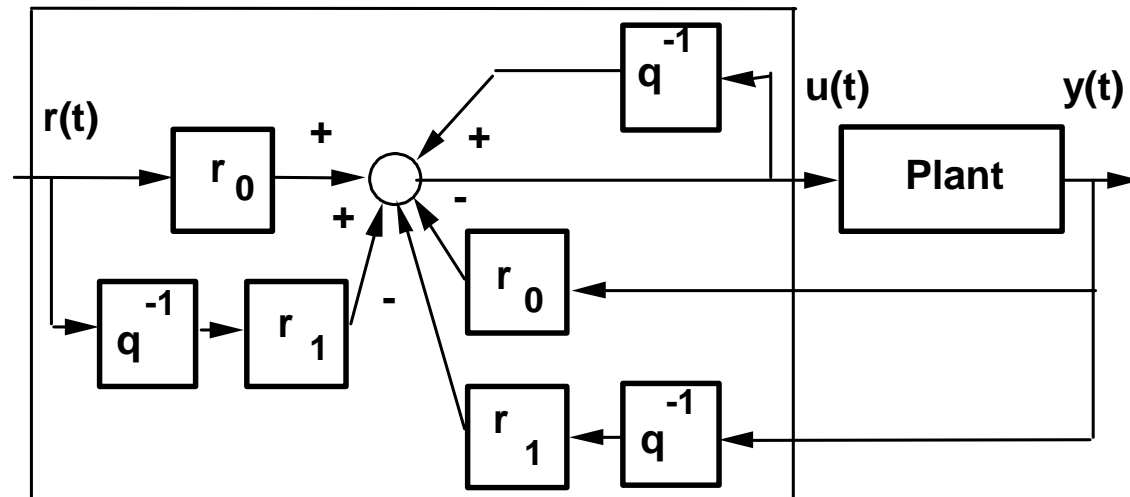 r(t)
r 0
+
+
q -1
r 1
-
q -1
+
-
r 0
r 1
q -1
u(t)
Plant
y(t)